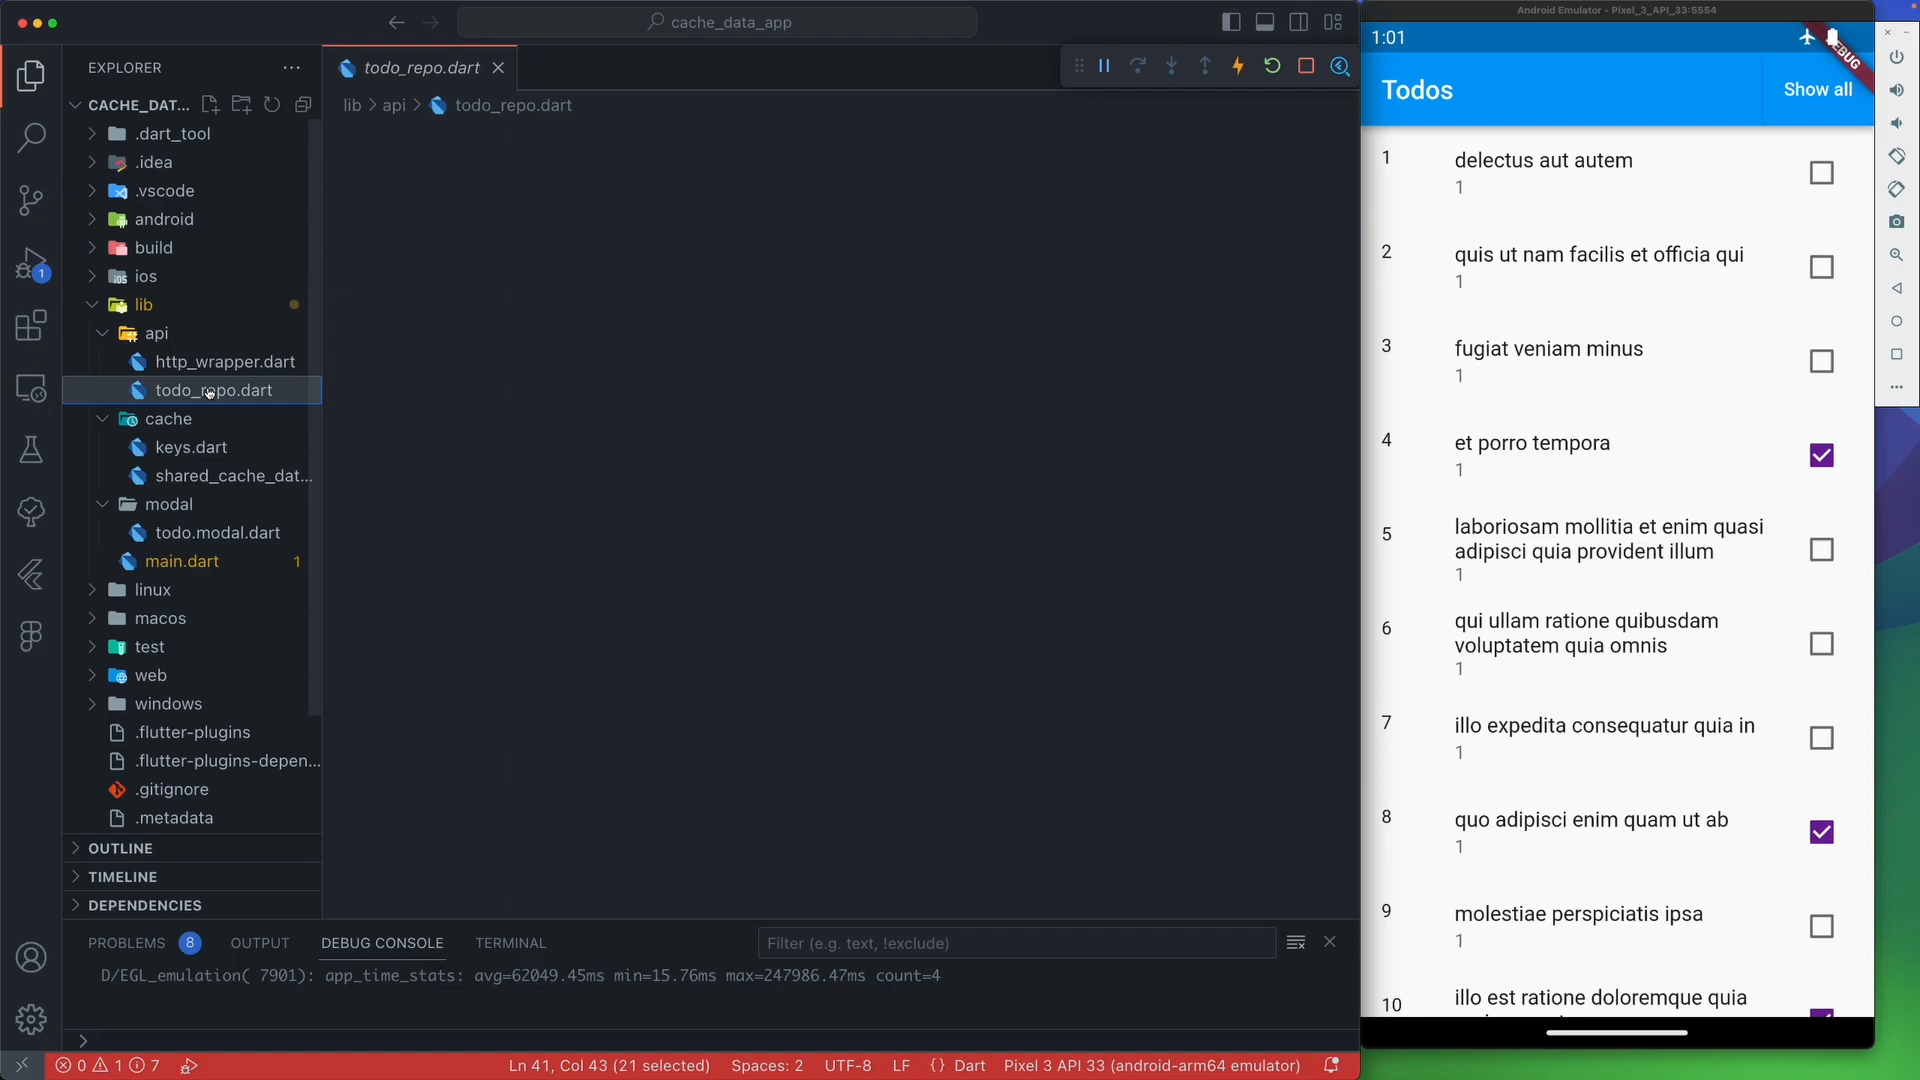 cache_data_app
EXPLORER
CACHE_DAT...
.dart_tool
.idea
.vscode
android
build
ios
lib
api
http_wrapper.dart
todo_repo.dart
cache
keys.dart
shared_cache_dat...
modal
todo.modal.dart
main.dart 1
linux
macos
test
web
windows
.flutter-plugins
.flutter-plugins-depen...
.gitignore
.metadata
OUTLINE
TIMELINE
DEPENDENCIES
1
todo_repo.dart
lib > api > todo_repo.dart
PROBLEMS 8 OUTPUT DEBUG CONSOLE TERMINAL
Filter (e.g. text, !exclude)
D/EGL_emulation( 7901): app_time_stats: avg=62049.45ms min=15.76ms max=247986.47ms count=4
0 1 7
Ln 41, Col 43 (21 selected) Spaces: 2 UTF-8 LF {} Dart Pixel 3 API 33 (android-arm64 emulator)
Android Emulator - Pixel_3_API_33:5554
1:01
DEBUG
Todos
Show all
1 delectus aut autem
1
2 quis ut nam facilis et officia qui
1
3 fugiat veniam minus
1
4 et porro tempora
1
5 laboriosam mollitia et enim quasi
adipisci quia provident illum
1
6 qui ullam ratione quibusdam
voluptatem quia omnis
1
7 illo expedita consequatur quia in
1
8 quo adipisci enim quam ut ab
1
9 molestiae perspiciatis ipsa
1
10 illo est ratione doloremque quia